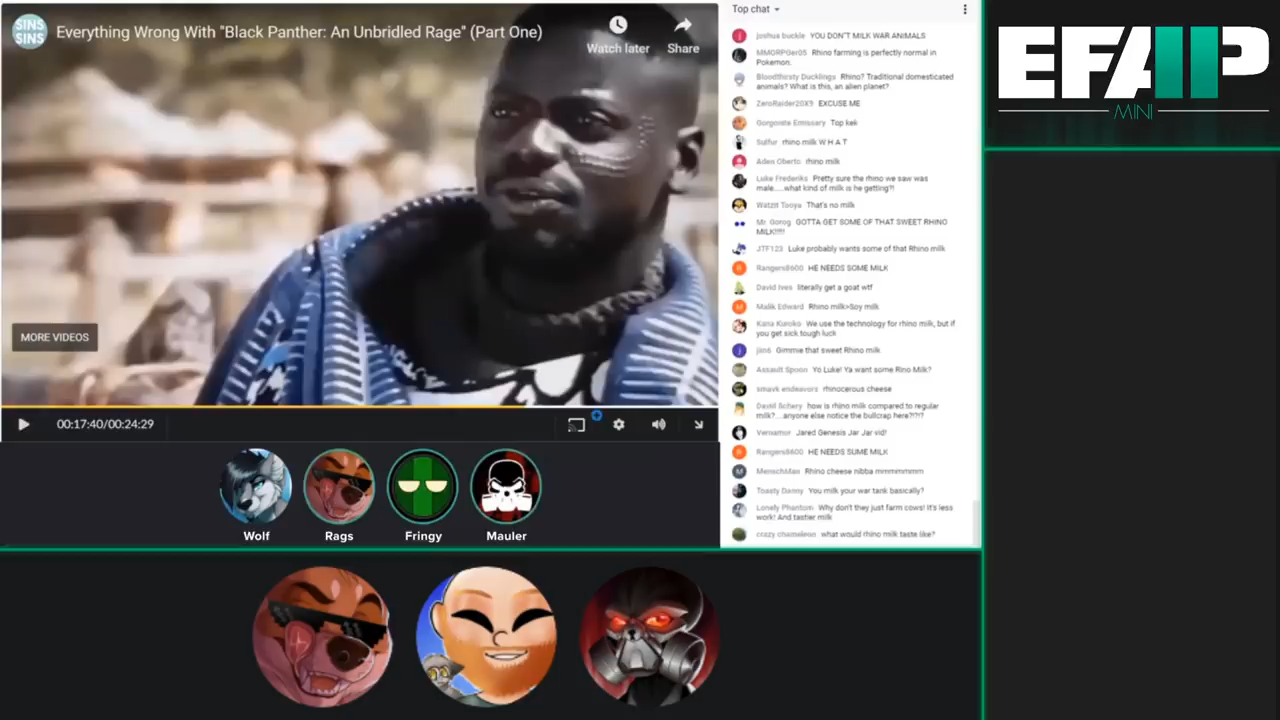 SINS
SINS
Everything Wrong With "Black Panther: An Unbridled Rage" (Part One)
Watch later
Share
MORE VIDEOS
00:17:40/00:24:29
Wolf
Rags
Fringy
Mauler
Top chat
joshua buckle YOU DON'T MILK WAR ANIMALS
MMORPGer05 Rhino farming is perfectly normal in
Pokemon.
Bloodthirsty Ducklings Rhino? Traditional domesticated
animals? What is this, an alien planet?
ZeroRaider20X9 EXCUSE ME
Gorgonite Emissary Top kek
Sulfur rhino milk W H A T
Aden Oberto rhino milk
Luke Frederiks Pretty sure the rhino we saw was
male.....what kind of milk is he getting?!
Watzit Tooya That's no milk
Mr. Gorog GOTTA GET SOME OF THAT SWEET RHINO
MILK!!!!!
JTF123 Luke probably wants some of that Rhino milk
Rangers8600 HE NEEDS SOME MILK
David Ives literally get a goat wtf
Malik Edward Rhino milk>Soy milk
Kana Kumiko We use the technology for rhino milk, but if
you get sick tough luck
jan6 Gimmie that sweet Rhino milk
Assault Spoon Yo Luke! Ya want some Rino Milk?
smavk endeavors rhinocerous cheese
David Ilchery how is rhino milk compared to regular
milk?....anyone else notice the bullcrap here?!?!?
Vernamor Jared Genesis Jar Jar vid!
Rangers8600 HE NEEDS SUME MILK
MenschMan Rhino cheese nibba mmmmmmmm
Toasty Danny You milk your war tank basically?
Lonely Phantom Why don't they just farm cows! It's less
work! And tastier milk
crazy chameleon what would rhino milk taste like?
EFAP
MINI